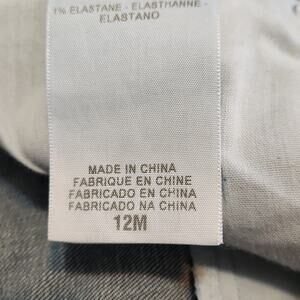 1% ELASTANE - ELASTHANNE -
ELASTANO
MADE IN CHINA
FABRIQUE EN CHINE
FABRICADO EN CHINA
FABRICADO NA CHINA
12M